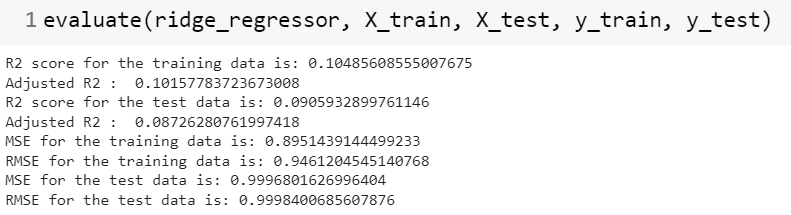 1 evaluate(ridge_regressor, X_train, X_test, y_train, y_test)
R2 score for the training data is: 0.10485608555007675
Adjusted R2 :  0.10157783723673008
R2 score for the test data is: 0.0905932899761146
Adjusted R2 :  0.08726280761997418
MSE for the training data is: 0.8951439144499233
RMSE for the training data is: 0.9461204545140768
MSE for the test data is: 0.9996801626996404
RMSE for the test data is: 0.9998400685607876